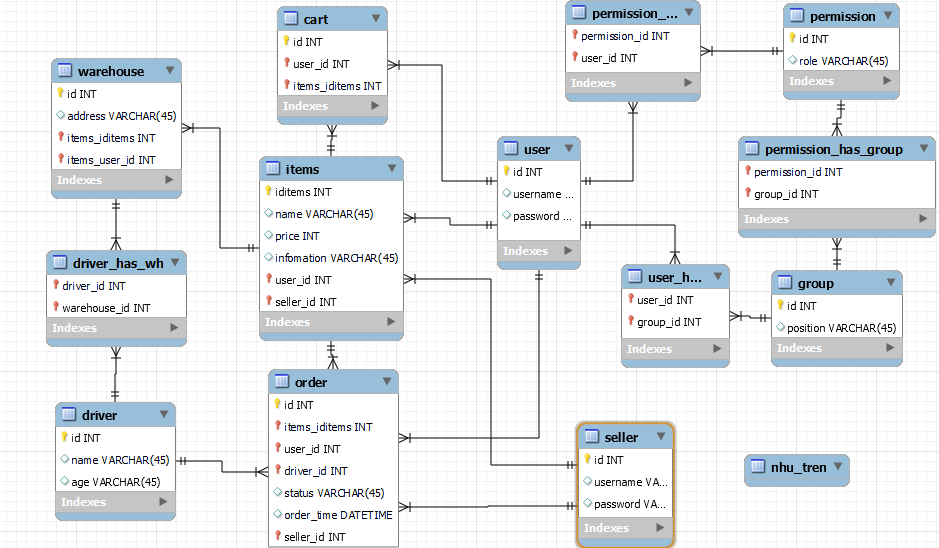 cart
id INT
user_id INT
items_iditems INT
Indexes
permission_...
permission_id INT
user_id INT
Indexes
permission
id INT
role VARCHAR(45)
Indexes
warehouse
id INT
address VARCHAR(45)
items_iditems INT
items_user_id INT
Indexes
items
iditems INT
name VARCHAR(45)
price INT
infomation VARCHAR(45)
user_id INT
seller_id INT
Indexes
user
id INT
username ...
password ...
Indexes
permission_has_group
permission_id INT
group_id INT
Indexes
driver_has_wh
driver_id INT
warehouse_id INT
Indexes
user_h...
user_id INT
group_id INT
Indexes
group
id INT
position VARCHAR(45)
Indexes
driver
id INT
name VARCHAR(45)
age VARCHAR(45)
Indexes
order
id INT
items_iditems INT
user_id INT
driver_id INT
status VARCHAR(45)
order_time DATETIME
seller_id INT
seller
id INT
username VA...
password VA...
Indexes
nhu_tren